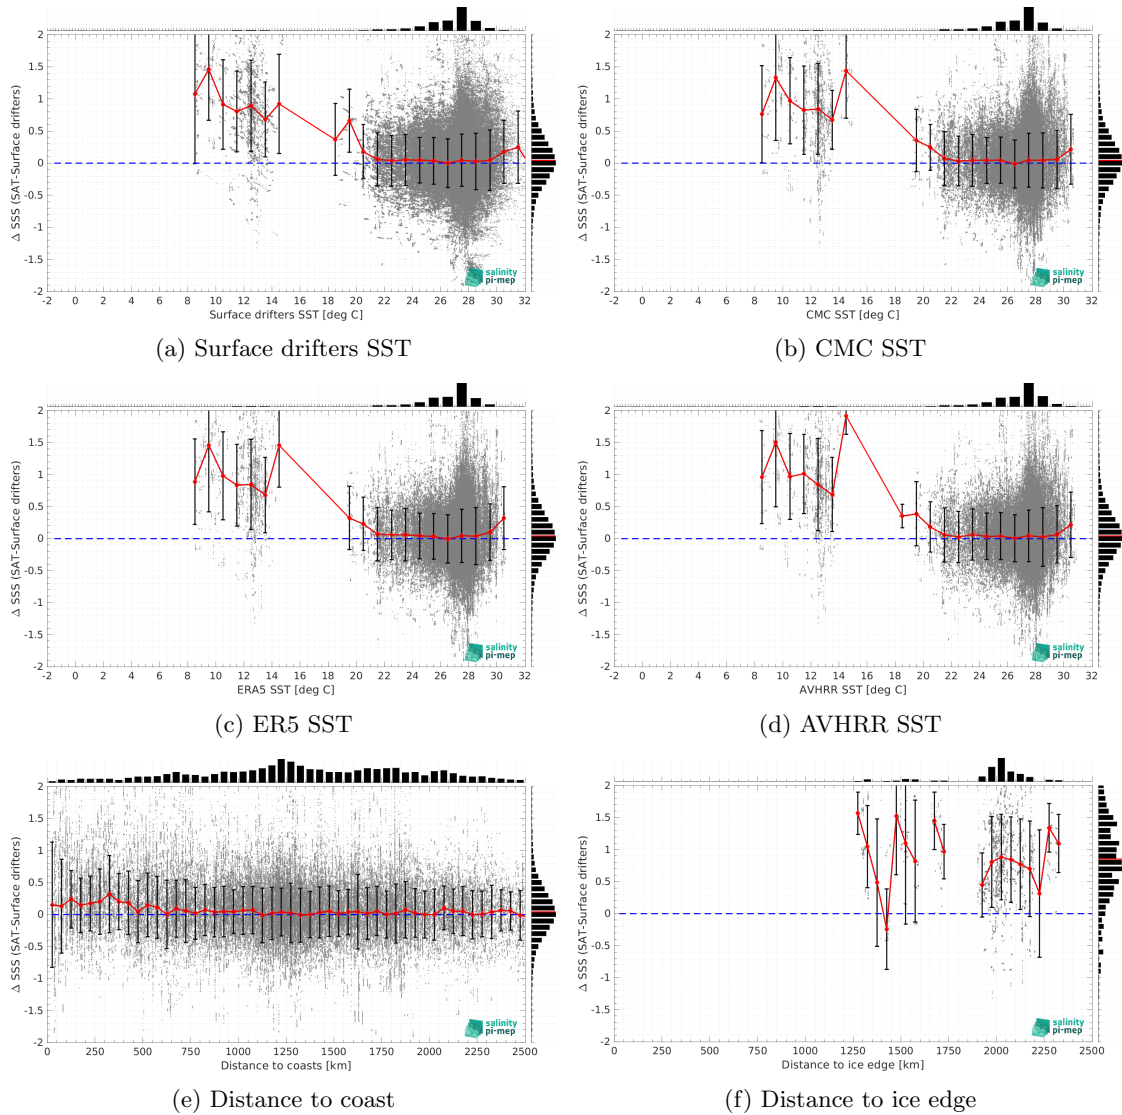 2
1.5
1
0.5
0
-0.5
-1
-1.5
-2
Δ SSS (SAT-Surface drifters)
-2 0 2 4 6 8 10 12 14 16 18 20 22 24 26 28 30 32
Surface drifters SST [deg C]
salinity
pi-mep
(a) Surface drifters SST
2
1.5
1
0.5
0
-0.5
-1
-1.5
-2
Δ SSS (SAT-Surface drifters)
-2 0 2 4 6 8 10 12 14 16 18 20 22 24 26 28 30 32
CMC SST [deg C]
salinity
pi-mep
(b) CMC SST
2
1.5
1
0.5
0
-0.5
-1
-1.5
-2
Δ SSS (SAT-Surface drifters)
-2 0 2 4 6 8 10 12 14 16 18 20 22 24 26 28 30 32
ERA5 SST [deg C]
salinity
pi-mep
(c) ER5 SST
2
1.5
1
0.5
0
-0.5
-1
-1.5
-2
Δ SSS (SAT-Surface drifters)
-2 0 2 4 6 8 10 12 14 16 18 20 22 24 26 28 30 32
AVHRR SST [deg C]
salinity
pi-mep
(d) AVHRR SST
2
1.5
1
0.5
0
-0.5
-1
-1.5
-2
Δ SSS (SAT-Surface drifters)
0 250 500 750 1000 1250 1500 1750 2000 2250 2500
Distance to coasts [km]
salinity
pi-mep
(e) Distance to coast
2
1.5
1
0.5
0
-0.5
-1
-1.5
-2
Δ SSS (SAT-Surface drifters)
0 250 500 750 1000 1250 1500 1750 2000 2250 2500
Distance to ice edge [km]
salinity
pi-mep
(f) Distance to ice edge